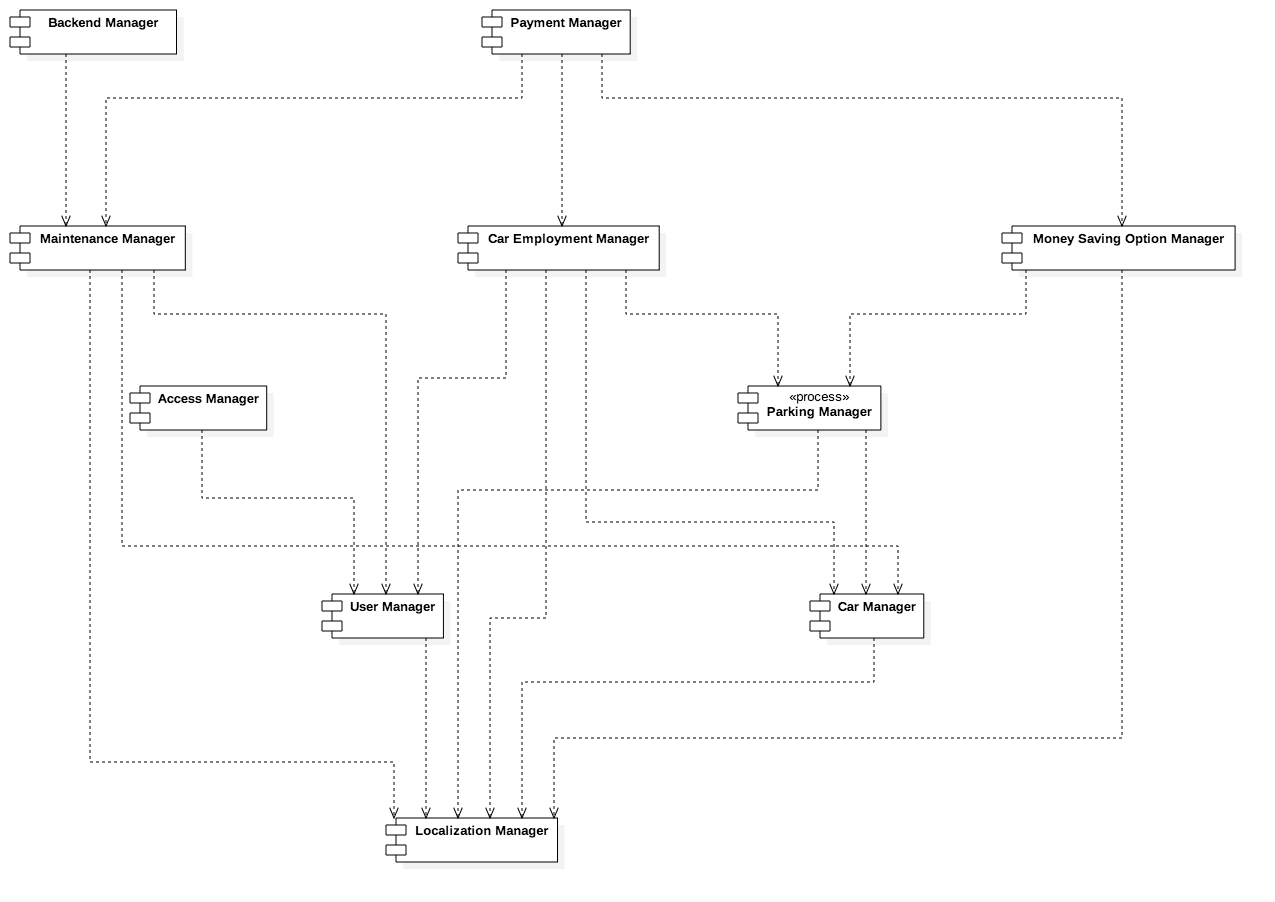 Backend Manager
Payment Manager
Maintenance Manager
Car Employment Manager
Money Saving Option Manager
Access Manager
«process»
Parking Manager
User Manager
Car Manager
Localization Manager